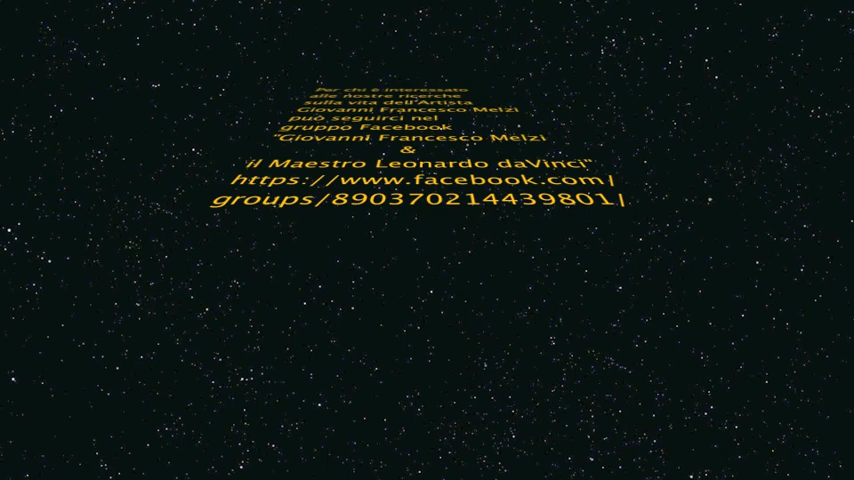 Per chi è interessato
alle nostre ricerche
sulla vita dell'Artista
Giovanni Francesco Melzi
può seguirci nel
gruppo Facebook
"Giovanni Francesco Melzi
&
il Maestro Leonardo daVinci"
https://www.facebook.com/
groups/890370214439801/